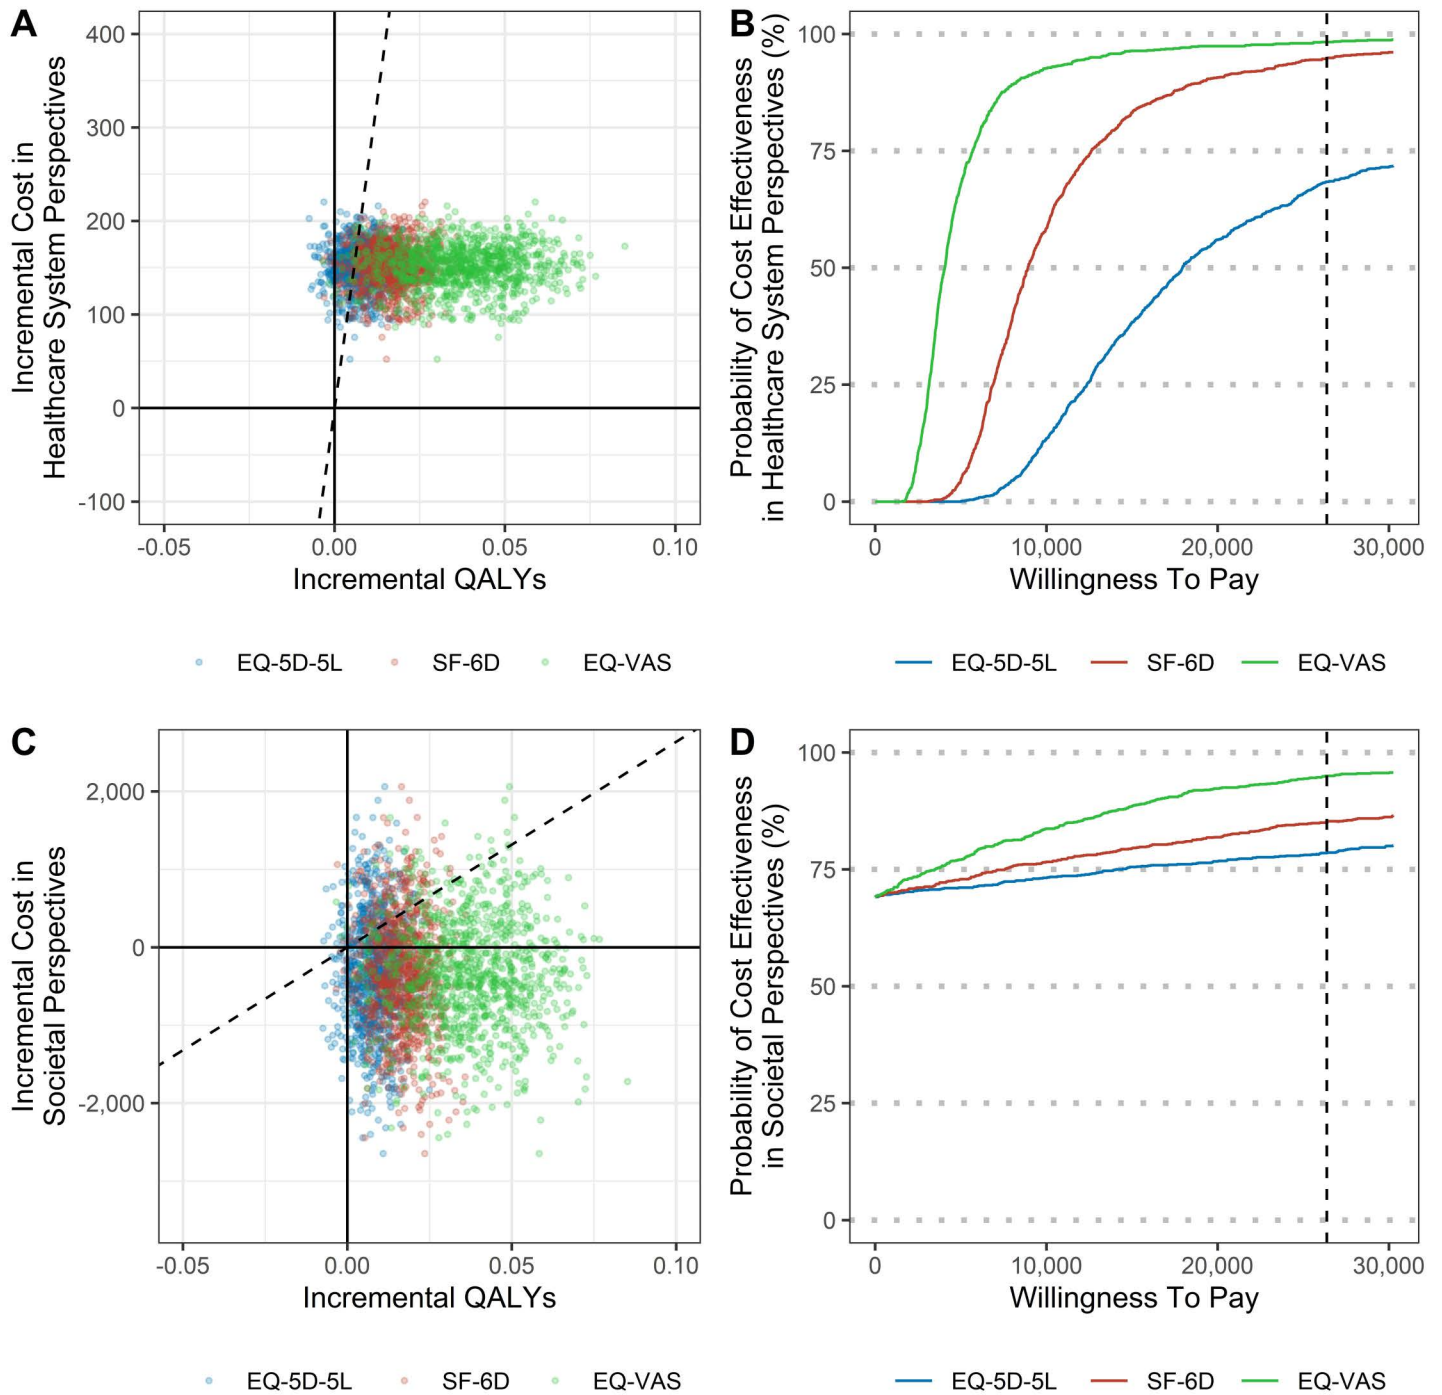 A
Incremental Cost in
Healthcare System Perspectives
400
300
200
100
0
-100
-0.05 0.00 0.05 0.10
Incremental QALYs
EQ-5D-5L SF-6D EQ-VAS
B
Probability of Cost Effectiveness
in Healthcare System Perspectives (%)
100
75
50
25
0
0 10,000 20,000 30,000
Willingness To Pay
EQ-5D-5L SF-6D EQ-VAS
C
Incremental Cost in
Societal Perspectives
2,000
0
-2,000
-0.05 0.00 0.05 0.10
Incremental QALYs
EQ-5D-5L SF-6D EQ-VAS
D
Probability of Cost Effectiveness
in Societal Perspectives (%)
100
75
50
25
0
0 10,000 20,000 30,000
Willingness To Pay
EQ-5D-5L SF-6D EQ-VAS